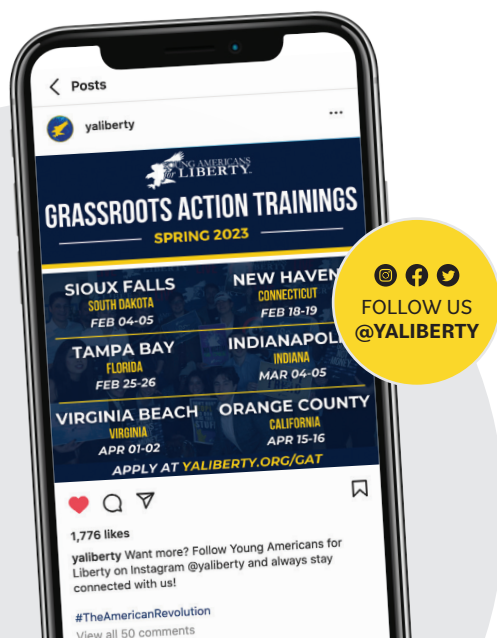 Posts
yaliberty
YOUNG AMERICANS
for LIBERTY
GRASSROOTS ACTION TRAININGS
SPRING 2023
SIOUX FALLS
SOUTH DAKOTA
FEB 04-05
NEW HAVEN
CONNECTICUT
FEB 18-19
TAMPA BAY
FLORIDA
FEB 25-26
INDIANAPOL
INDIANA
MAR 04-05
VIRGINIA BEACH
VIRGINIA
APR 01-02
ORANGE COUNTY
CALIFORNIA
APR 15-16
APPLY AT YALIBERTY.ORG/GAT
1,776 likes
yaliberty Want more? Follow Young Americans for
Liberty on Instagram @yaliberty and always stay
connected with us!
#TheAmericanRevolution
View all 50 comments
FOLLOW US
@YALIBERTY